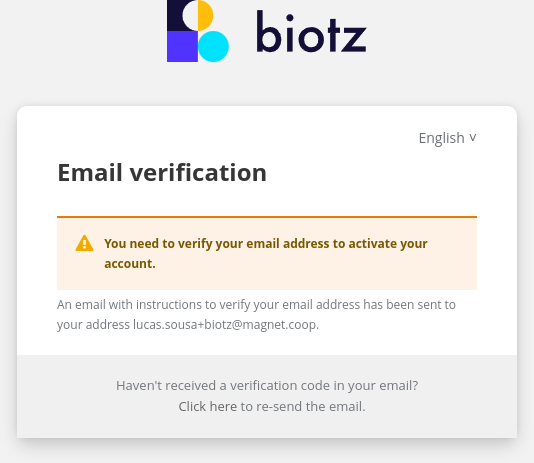 biotz
English v
Email verification
You need to verify your email address to activate your
account.
An email with instructions to verify your email address has been sent to
your address lucas.sousa+biotz@magnet.coop.
Haven't received a verification code in your email?
Click here to re-send the email.